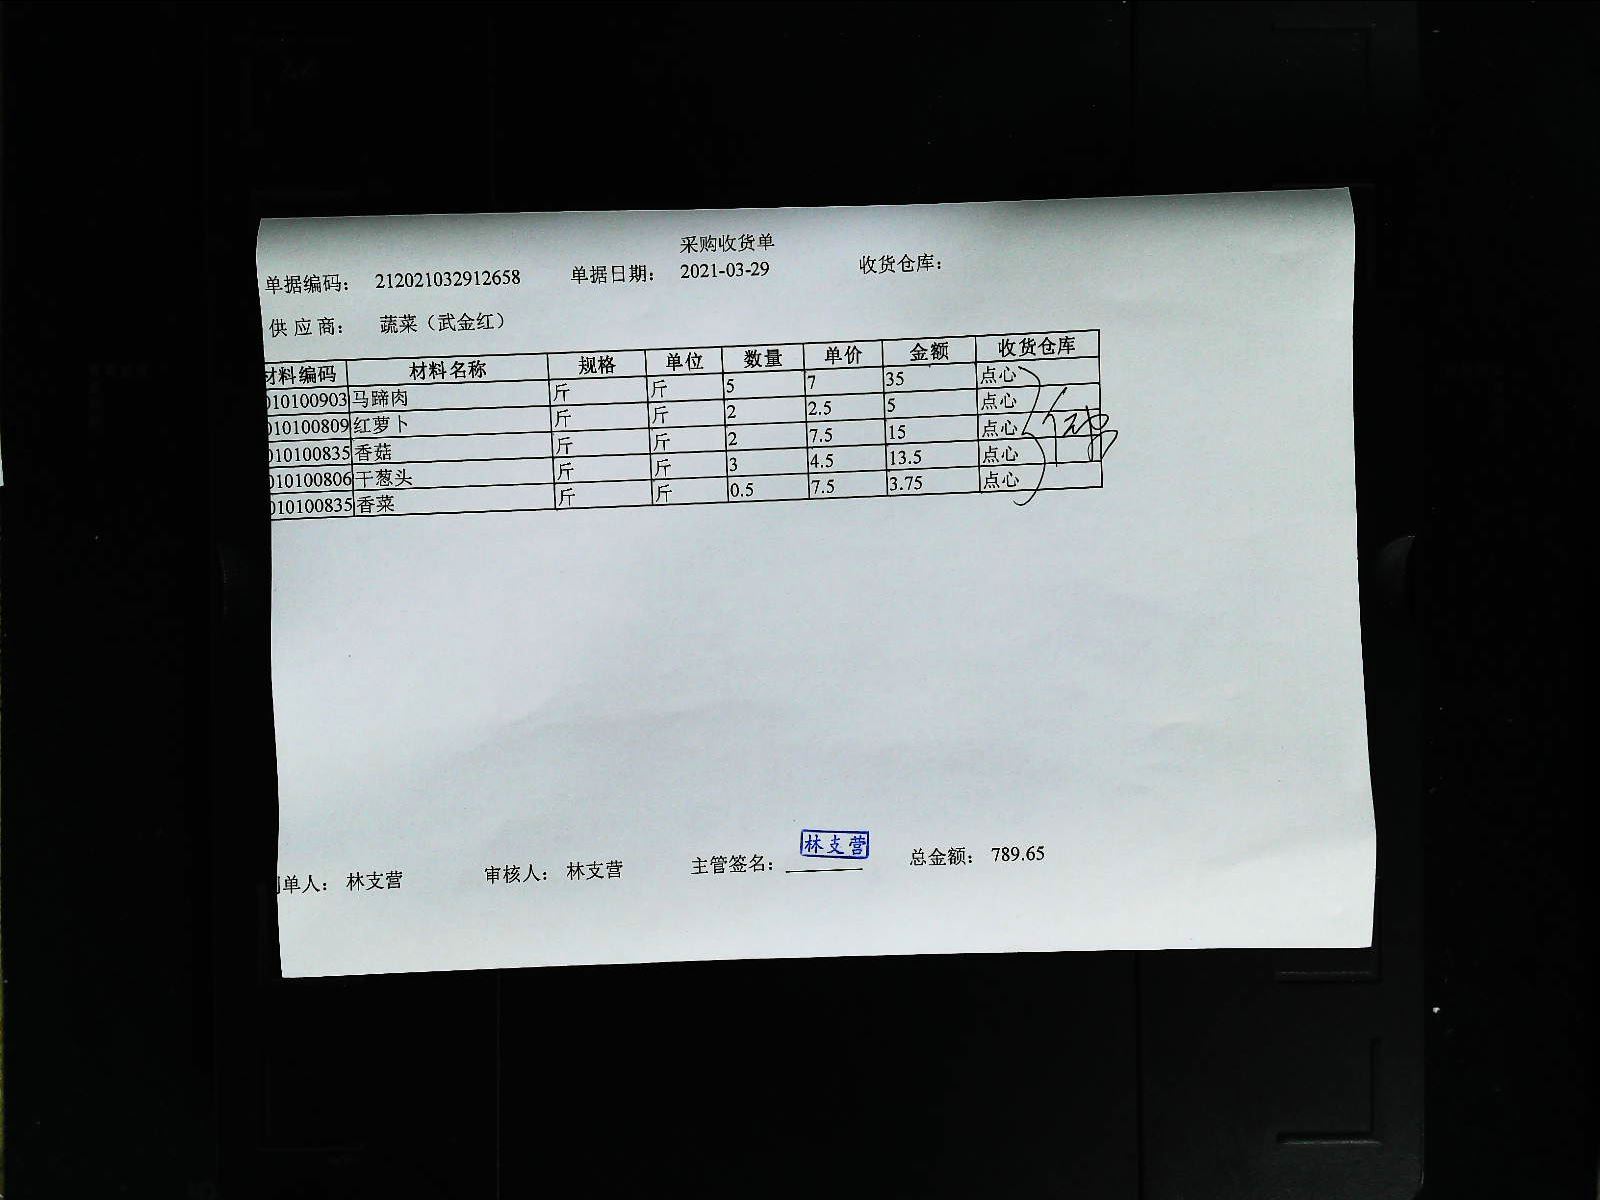 采购收货单
单据编码： 212021032912658 单据日期： 2021-03-29 收货仓库：
供 应 商： 蔬菜（武金红）
材料编码 材料名称 规格 单位 数量 单价 金额 收货仓库
010100903 马蹄肉 斤 斤 5 7 35 点心
010100809 红萝卜 斤 斤 2 2.5 5 点心
010100835 香菇 斤 斤 2 7.5 15 点心
010100806 干葱头 斤 斤 3 4.5 13.5 点心
010100835 香菜 斤 斤 0.5 7.5 3.75 点心
林支营
制单人： 林支营 审核人： 林支营 主管签名： 总金额： 789.65